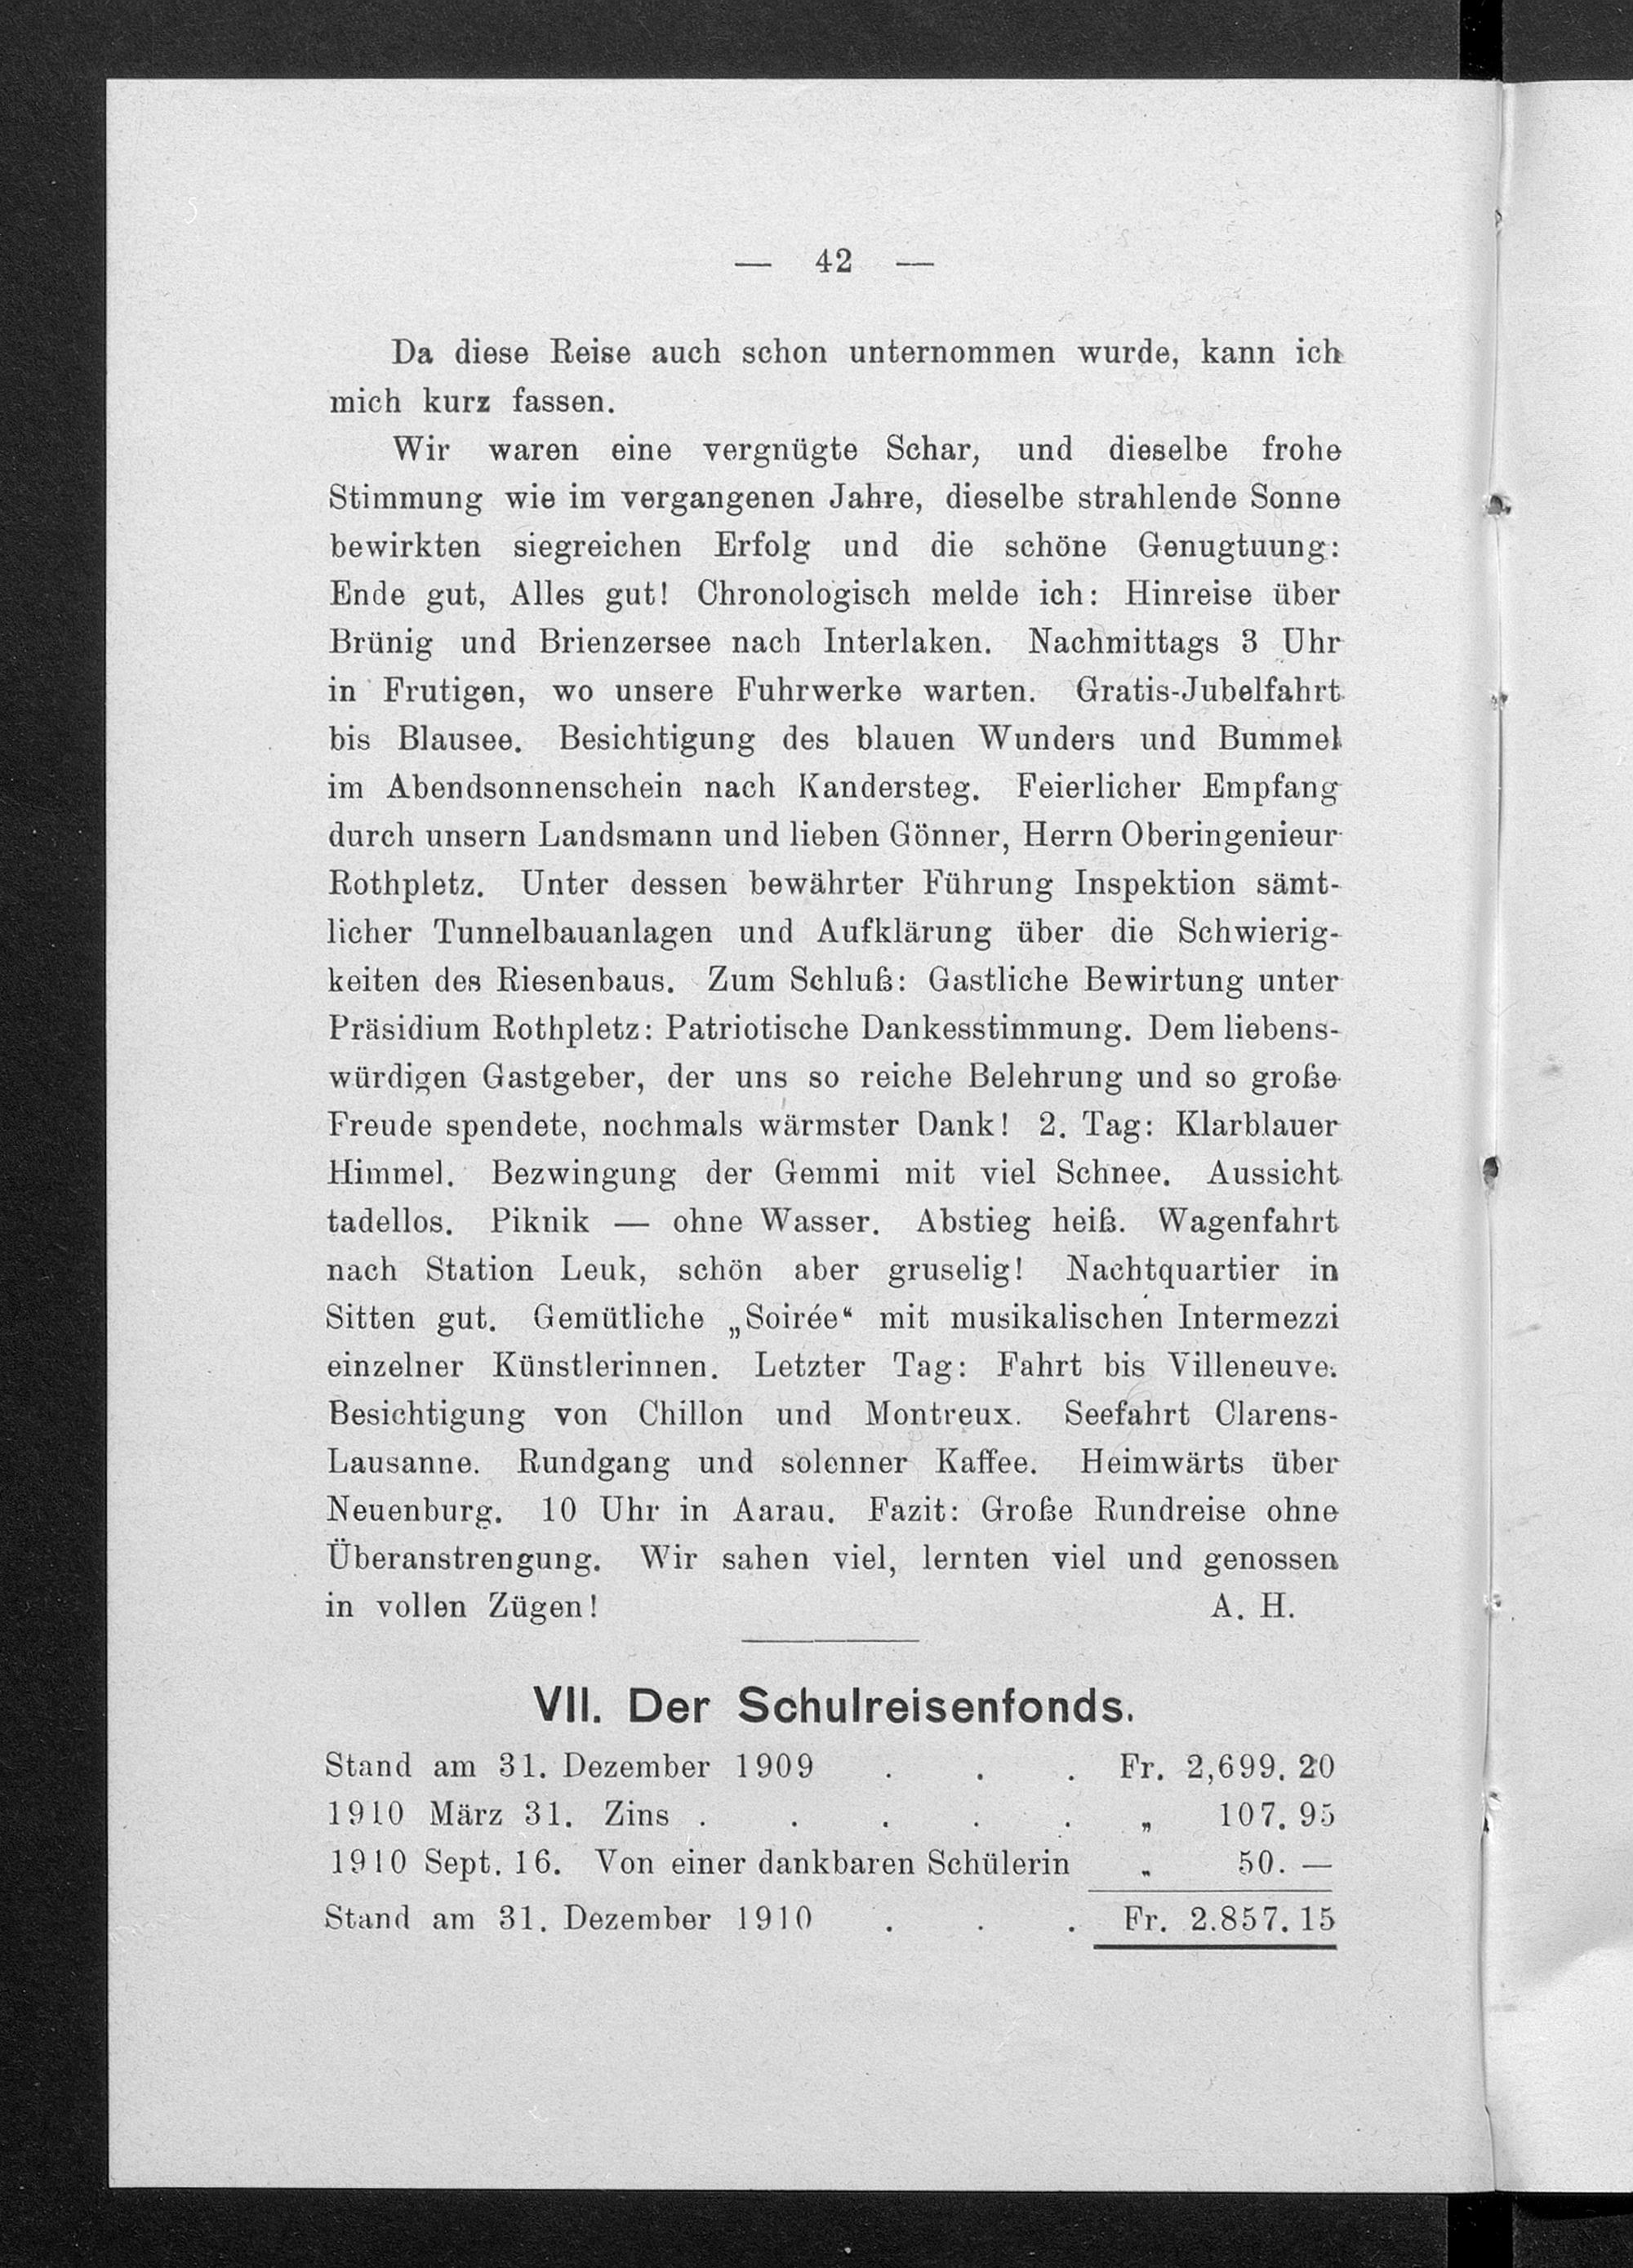 — 42 —
Da diese Reise auch schon unternommen wurde, kann ich
mich kurz fassen.
Wir waren eine vergnügte Schar, und dieselbe frohe
Stimmung wie im vergangenen Jahre, dieselbe strahlende Sonne
bewirkten siegreichen Erfolg und die schöne Genugtuung:
Ende gut, Alles gut! Chronologisch melde ich: Hinreise über
Brünig und Brienzersee nach Interlaken. Nachmittags 3 Uhr
in Frutigen, wo unsere Fuhrwerke warten. Gratis-Jubelfahrt
bis Blausee. Besichtigung des blauen Wunders und Bummel
im Abendsonnenschein nach Kandersteg. Feierlicher Empfang
durch unsern Landsmann und lieben Gönner, Herrn Oberingenieur
Rothpletz. Unter dessen bewährter Führung Inspektion sämt-
licher Tunnelbauanlagen und Aufklärung über die Schwierig-
keiten des Riesenbaus. Zum Schluß: Gastliche Bewirtung unter
Präsidium Rothpletz: Patriotische Dankesstimmung. Dem liebens-
würdigen Gastgeber, der uns so reiche Belehrung und so große
Freude spendete, nochmals wärmster Dank! 2. Tag: Klarblauer
Himmel. Bezwingung der Gemmi mit viel Schnee. Aussicht
tadellos. Piknik — ohne Wasser. Abstieg heiß. Wagenfahrt
nach Station Leuk, schön aber gruselig! Nachtquartier in
Sitten gut. Gemütliche „Soirée“ mit musikalischen Intermezzi
einzelner Künstlerinnen. Letzter Tag: Fahrt bis Villeneuve.
Besichtigung von Chillon und Montreux. Seefahrt Clarens-
Lausanne. Rundgang und solenner Kaffee. Heimwärts über
Neuenburg. 10 Uhr in Aarau. Fazit: Große Rundreise ohne
Überanstrengung. Wir sahen viel, lernten viel und genossen
in vollen Zügen! A. H.
VII. Der Schulreisenfonds.
Stand am 31. Dezember 1909 . . . Fr. 2,699. 20
1910 März 31. Zins . . . . . „ 107. 95
1910 Sept. 16. Von einer dankbaren Schülerin „ 50. —
Stand am 31. Dezember 1910 . . . Fr. 2.857. 15